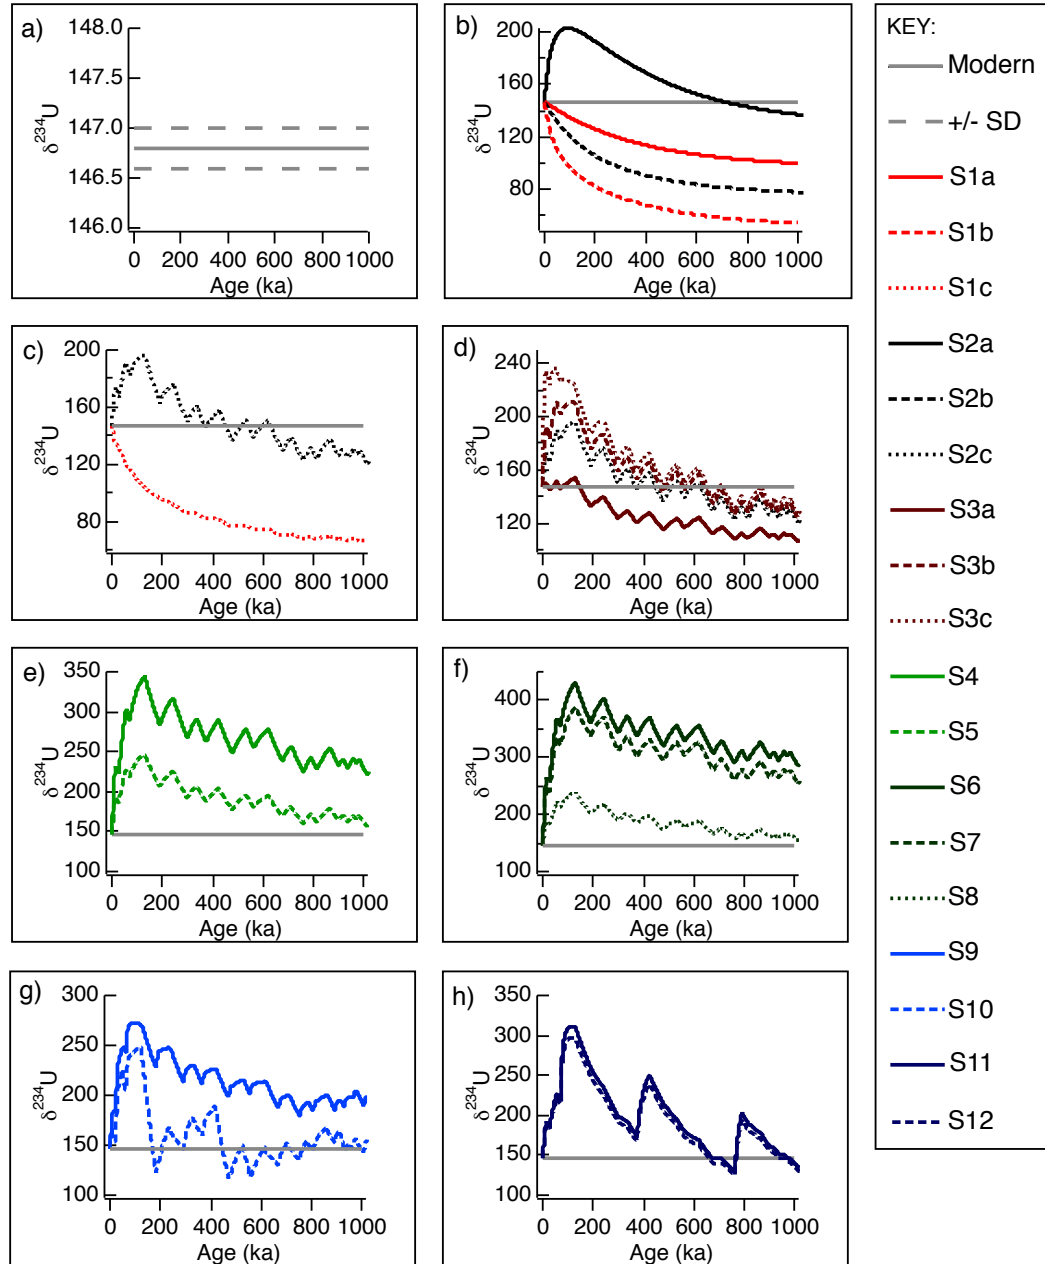 a)
148.0
147.5
147.0
146.5
146.0
δ234U
0 200 400 600 800 1000
Age (ka)
b)
200
160
120
80
δ234U
0 200 400 600 800 1000
Age (ka)
c)
200
160
120
80
δ234U
0 200 400 600 800 1000
Age (ka)
d)
240
200
160
120
δ234U
0 200 400 600 800 1000
Age (ka)
e)
350
300
250
200
150
100
δ234U
0 200 400 600 800 1000
Age (ka)
f)
400
300
200
100
δ234U
0 200 400 600 800 1000
Age (ka)
g)
300
250
200
150
100
δ234U
0 200 400 600 800 1000
Age (ka)
h)
350
300
250
200
150
100
δ234U
0 200 400 600 800 1000
Age (ka)
KEY:
Modern
+/- SD
S1a
S1b
S1c
S2a
S2b
S2c
S3a
S3b
S3c
S4
S5
S6
S7
S8
S9
S10
S11
S12